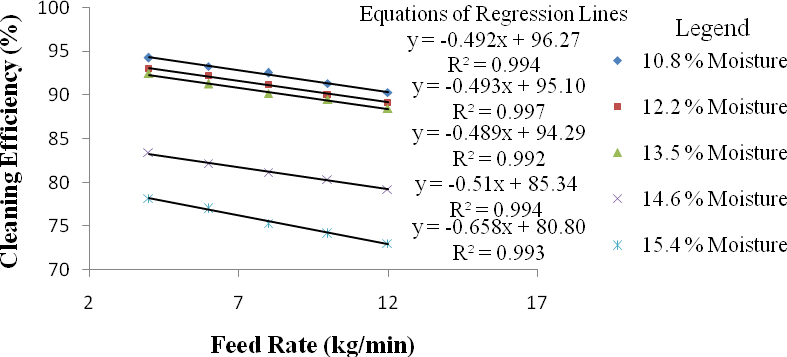 Equations of Regression Lines
y = -0.492x + 96.27
R² = 0.994
y = -0.493x + 95.10
R² = 0.997
y = -0.489x + 94.29
R² = 0.992
y = -0.51x + 85.34
R² = 0.994
y = -0.658x + 80.80
R² = 0.993
Legend
10.8 % Moisture
12.2 % Moisture
13.5 % Moisture
14.6 % Moisture
15.4 % Moisture
Cleaning Efficiency (%)
100
95
90
85
80
75
70
2
7
12
17
Feed Rate (kg/min)